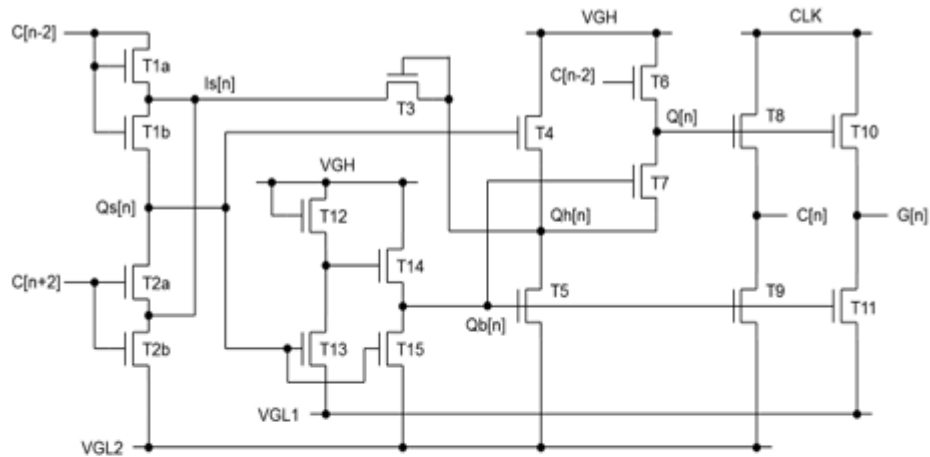 VGH CLK
C[n-2]
T1a Is[n] C[n-2] T6
T3
T1b T4 Q[n] T8 T10
VGH
T7
Qs[n] T12 Qh[n] C[n] G[n]
T14
C[n+2] T2a T5 T9 T11
Qb[n]
T2b T13 T15
VGL1
VGL2